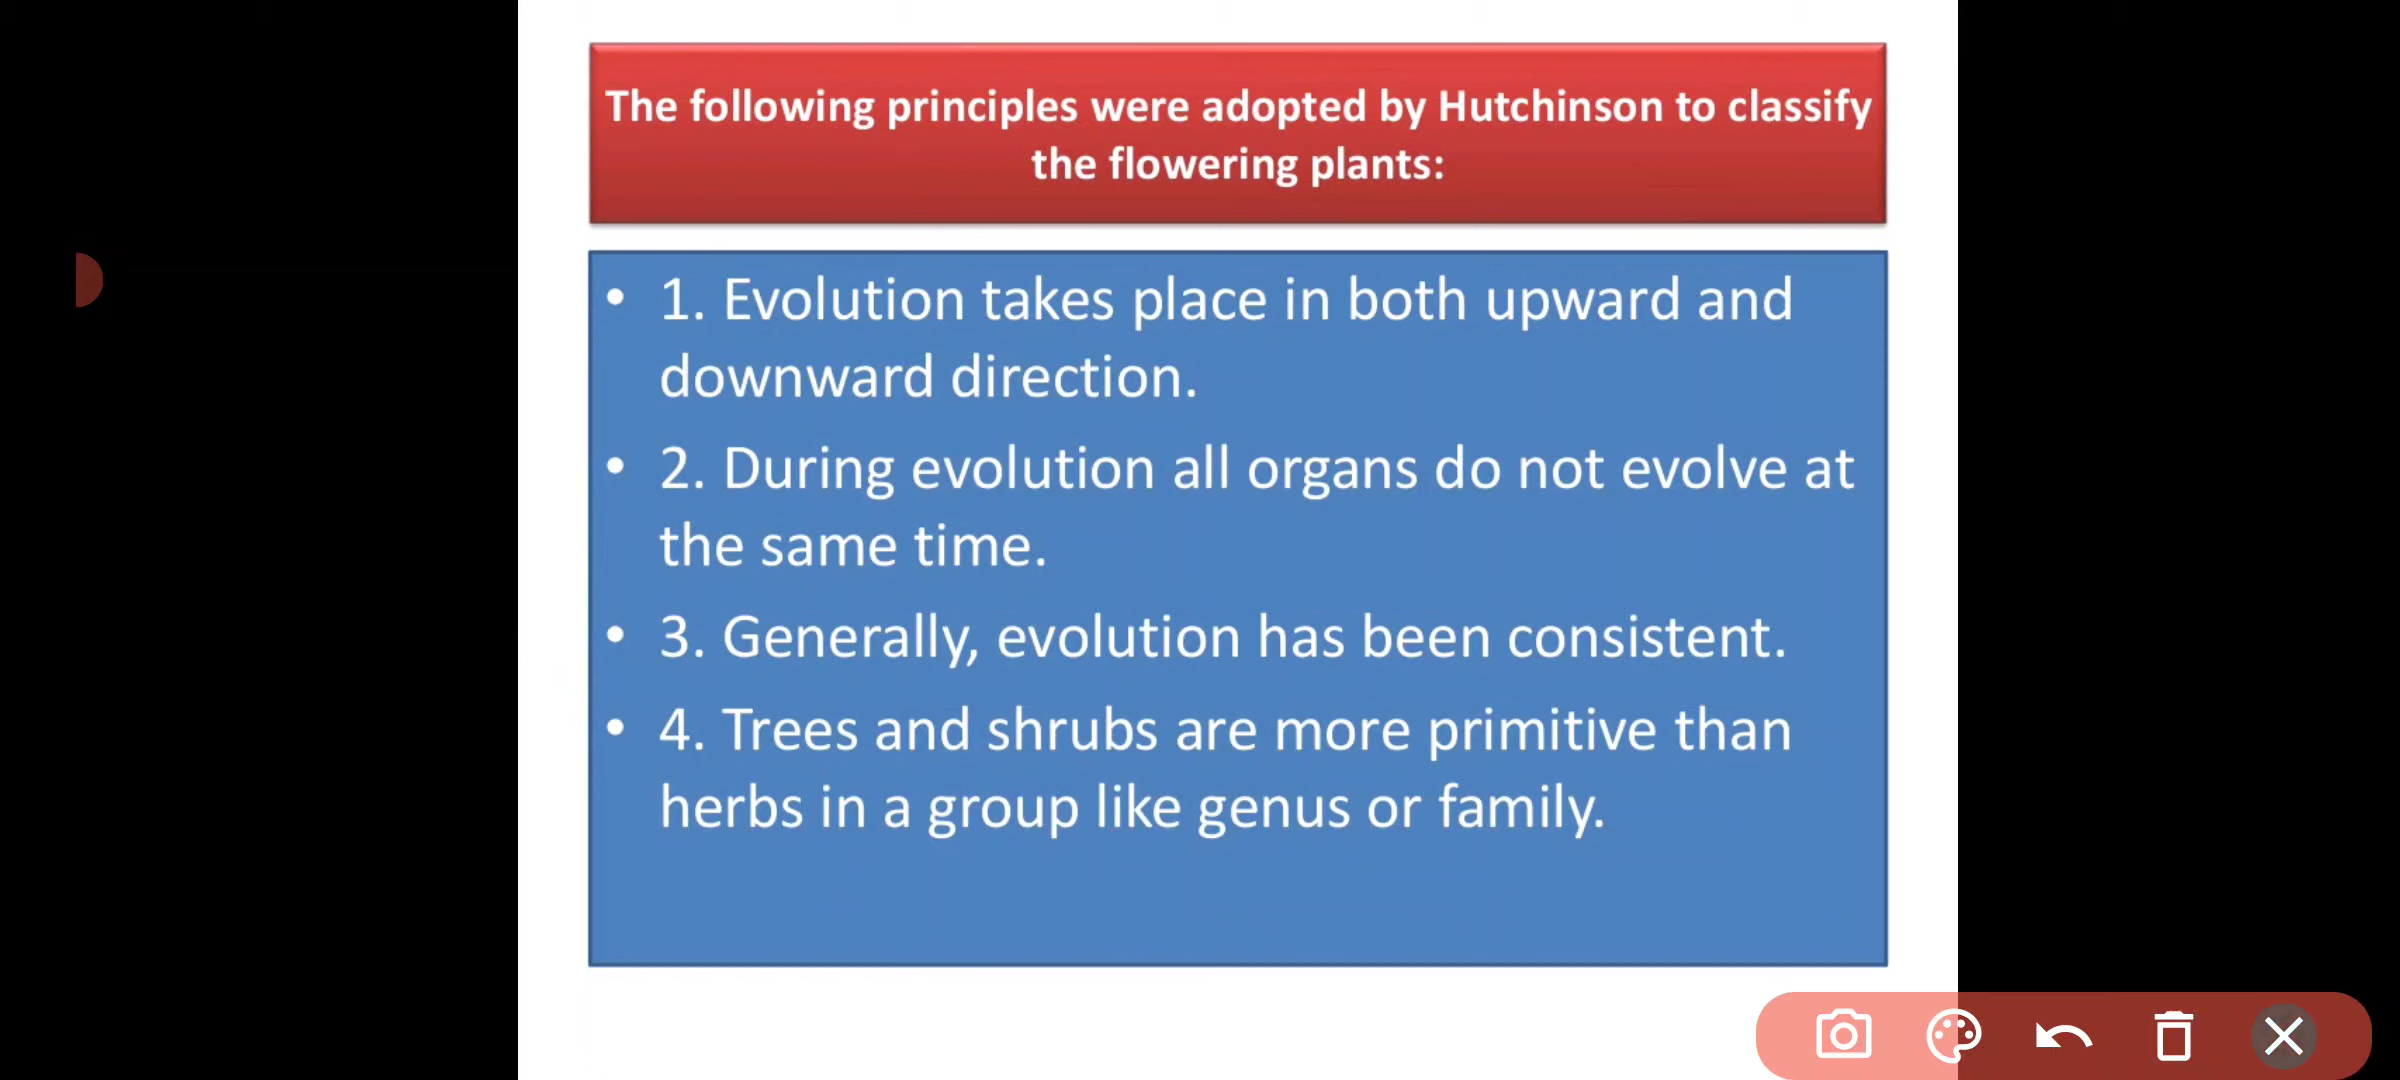 The following principles were adopted by Hutchinson to classify
the flowering plants:
• 1. Evolution takes place in both upward and
downward direction.
• 2. During evolution all organs do not evolve at
the same time.
• 3. Generally, evolution has been consistent.
• 4. Trees and shrubs are more primitive than
herbs in a group like genus or family.